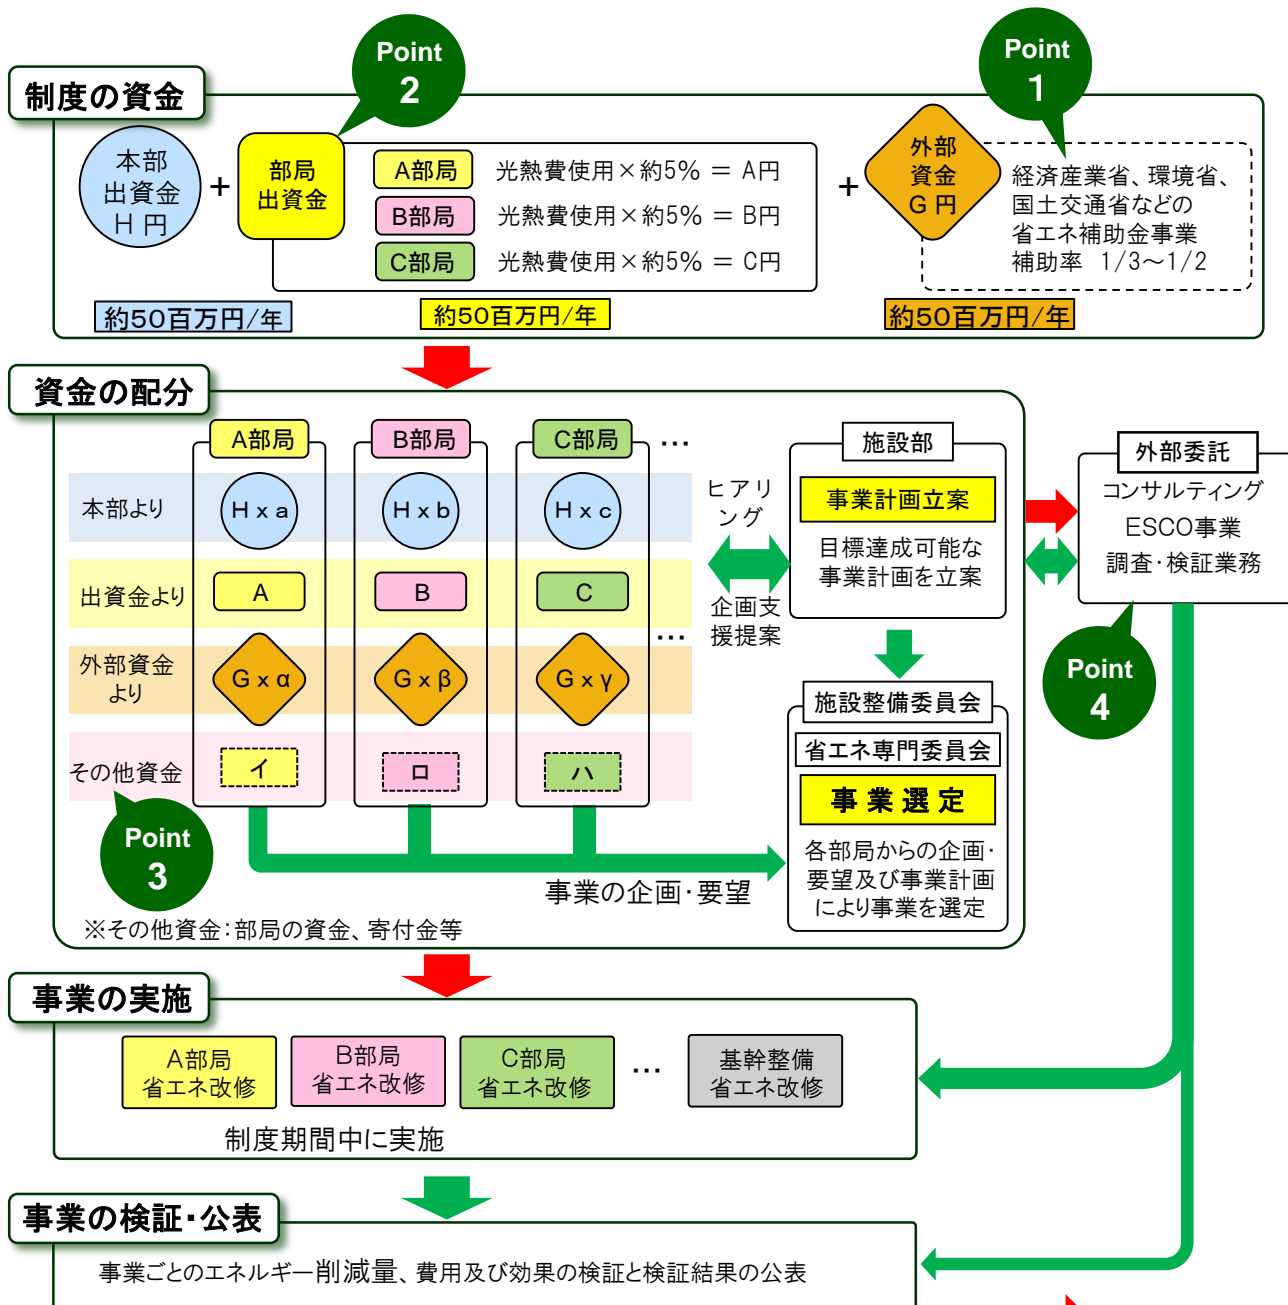 制度の資金
Point
2
Point
1
本部
出資金
H 円
+
部局
出資金
A部局
光熱費使用×約5% = A円
B部局
光熱費使用×約5% = B円
C部局
光熱費使用×約5% = C円
+
外部
資金
G 円
経済産業省、環境省、
国土交通省などの
省エネ補助金事業
補助率 1/3～1/2
約50百万円/年
約50百万円/年
約50百万円/年
資金の配分
A部局
B部局
C部局
…
本部より
H x a
H x b
H x c
出資金より
A
B
C
…
外部資金
より
G x α
G x β
G x γ
その他資金
イ
ロ
ハ
Point
3
事業の企画・要望
※その他資金：部局の資金、寄付金等
ヒアリ
ング
企画支
援提案
施設部
事業計画立案
目標達成可能な
事業計画を立案
施設整備委員会
省エネ専門委員会
事業選定
各部局からの企画・
要望及び事業計画
により事業を選定
外部委託
コンサルティング
ESCO事業
調査・検証業務
Point
4
事業の実施
A部局
省エネ改修
B部局
省エネ改修
C部局
省エネ改修
…
基幹整備
省エネ改修
制度期間中に実施
事業の検証・公表
事業ごとのエネルギー削減量、費用及び効果の検証と検証結果の公表